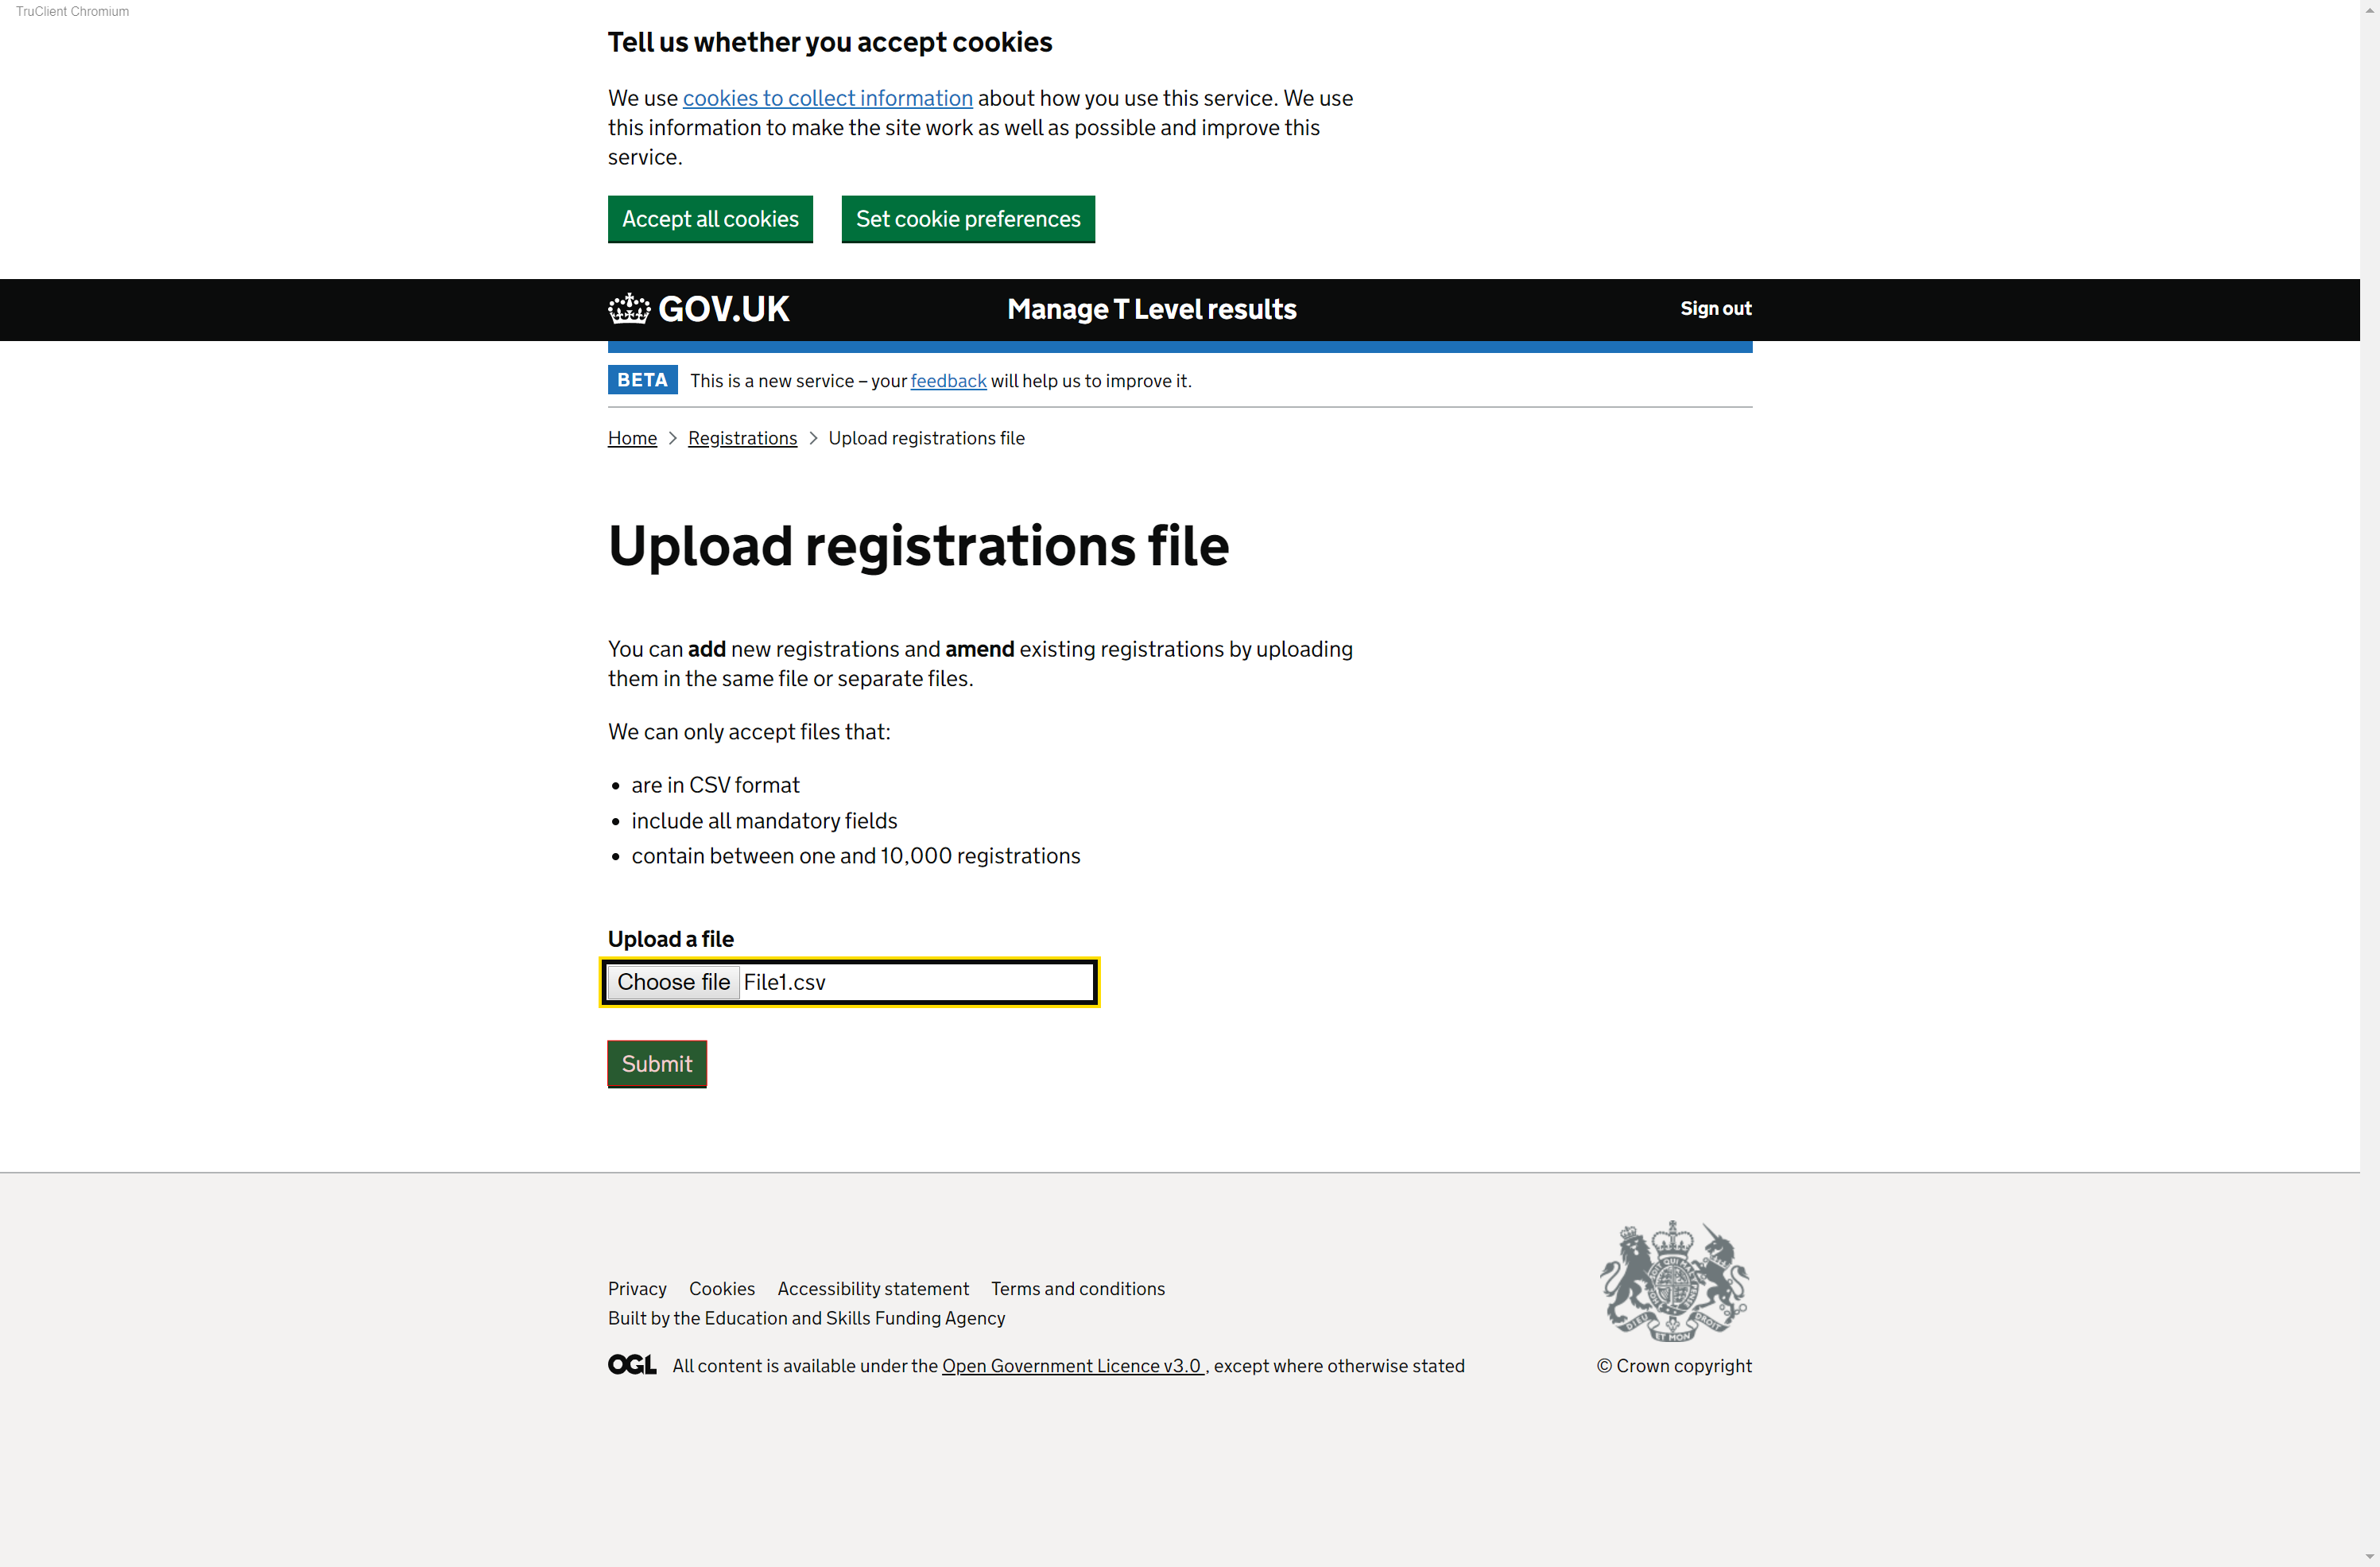 TruClient Chromium
Tell us whether you accept cookies
We use cookies to collect information about how you use this service. We use
this information to make the site work as well as possible and improve this
service.
Accept all cookies
Set cookie preferences
GOV.UK
Manage T Level results
Sign out
BETA
This is a new service – your feedback will help us to improve it.
Home > Registrations > Upload registrations file
Upload registrations file
You can add new registrations and amend existing registrations by uploading
them in the same file or separate files.
We can only accept files that:
• are in CSV format
• include all mandatory fields
• contain between one and 10,000 registrations
Upload a file
Choose file File1.csv
Submit
Privacy Cookies Accessibility statement Terms and conditions
Built by the Education and Skills Funding Agency
OGL All content is available under the Open Government Licence v3.0 , except where otherwise stated
DIEU ET MON DROIT
© Crown copyright